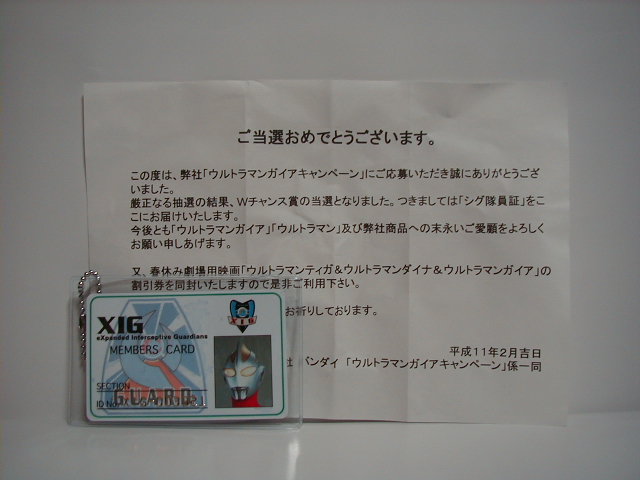 ご当選おめでとうございます。
この度は、弊社「ウルトラマンガイアキャンペーン」にご応募いただき誠にありがとうござ
いました。
厳正なる抽選の結果、Wチャンス賞の当選となりました。つきましては「シグ隊員証」をこ
こにお届けいたします。
今後とも「ウルトラマンガイア」「ウルトラマン」及び弊社商品への末永いご愛顧をよろしく
お願い申しあげます。
又、春休み劇場用映画「ウルトラマンティガ＆ウルトラマンダイナ＆ウルトラマンガイア」の
割引券を同封いたしますので是非ご利用下さい。
お祈りしております。
平成11年2月吉日
社 バンダイ 「ウルトラマンガイアキャンペーン」係一同
XIG
eXpanded Interceptive Guardians
MEMBERS CARD
XIG
SECTION
GUARD
ID No.